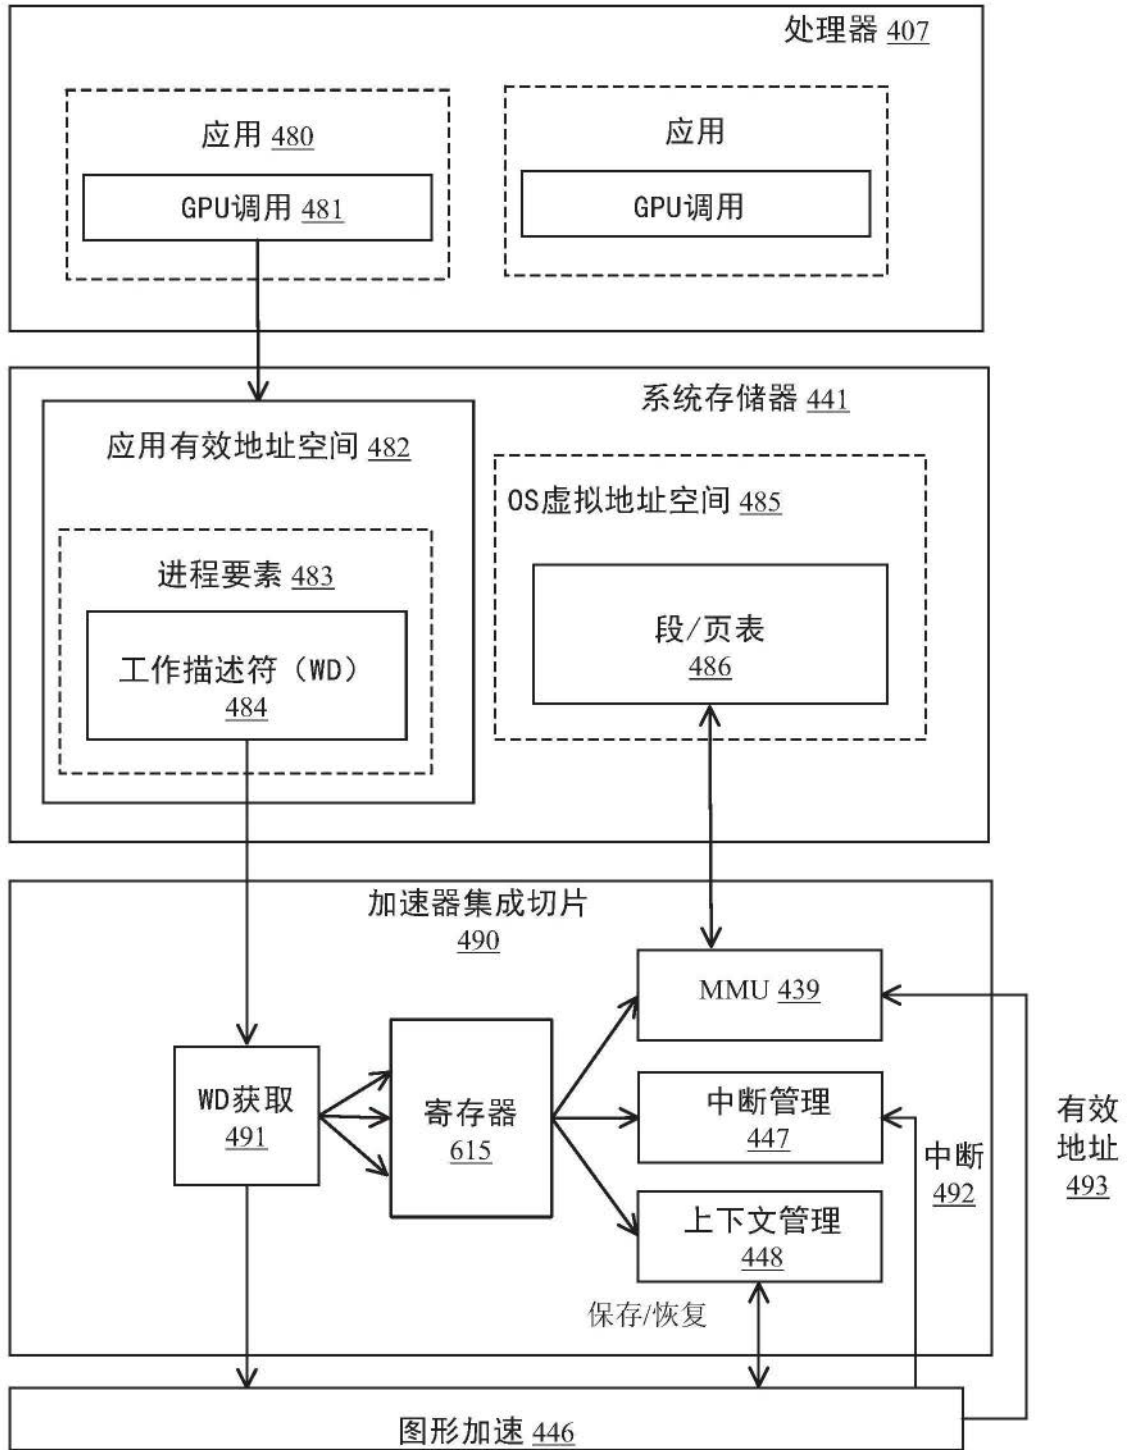 处理器 407
应用 480
应用
GPU调用 481
GPU调用
系统存储器 441
应用有效地址空间 482
OS虚拟地址空间 485
进程要素 483
段/页表
486
工作描述符（WD）
484
加速器集成切片
490
MMU 439
WD获取
491
寄存器
615
中断管理
447
中断
492
有效
地址
493
上下文管理
448
保存/恢复
图形加速 446